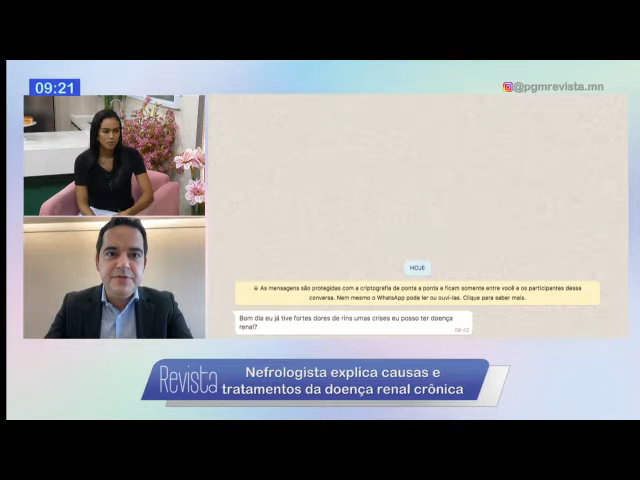 09:21
@pgmrevista.mn
HOJE
As mensagens são protegidas com a criptografia de ponta a ponta e ficam somente entre você e os participantes dessa
conversa. Nem mesmo o WhatsApp pode ler ou ouvi-las. Clique para saber mais.
Bom dia eu já tive fortes dores de rins umas crises eu posso ter doença
renal?
09:43
Revista
Nefrologista explica causas e
tratamentos da doença renal crônica